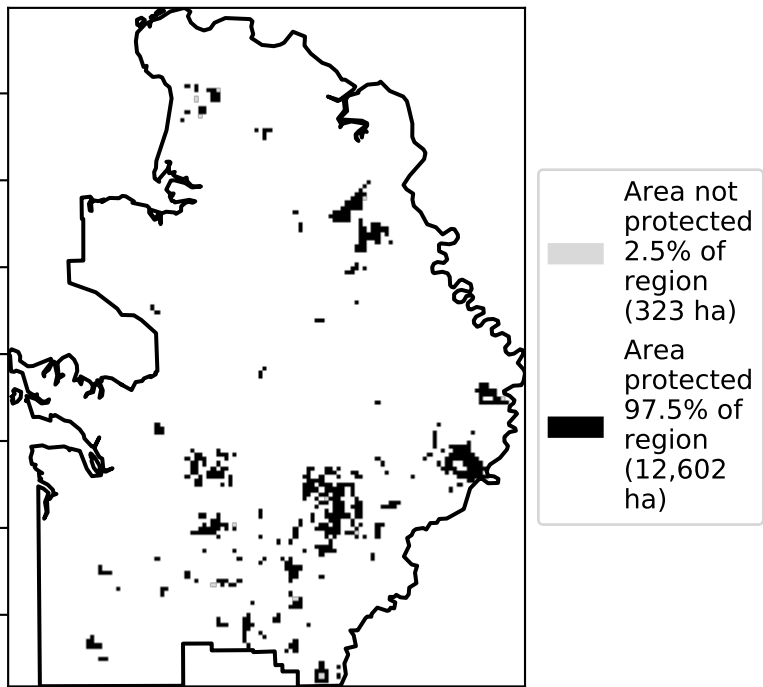 Area not
protected
2.5% of
region
(323 ha)
Area
protected
97.5% of
region
(12,602
ha)